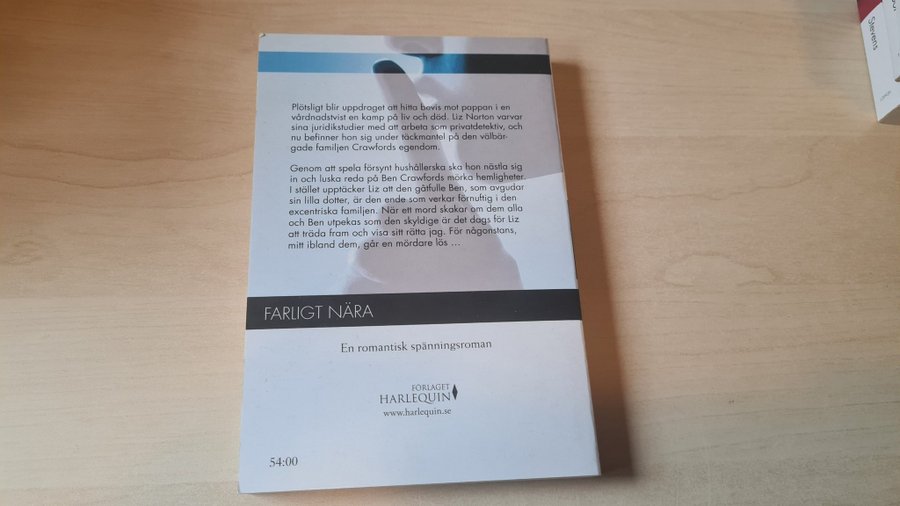 Plötsligt blir uppdraget att hitta bevis mot pappan i en
vårdnadstvist en kamp på liv och död. Liz Norton varvar
sina juridikstudier med att arbeta som privatdetektiv, och
nu befinner hon sig under täckmantel på den välbär-
gade familjen Crawfords egendom.
Genom att spela försynt hushållerska ska hon nästla sig
in och luska reda på Ben Crawfords mörka hemligheter.
I stället upptäcker Liz att den gåtfulle Ben, som avgudar
sin lilla dotter, är den ende som verkar förnuftig i den
excentriska familjen. När ett mord skakar om dem alla
och Ben utpekas som den skyldige är det dags för Liz
att träda fram och visa sitt rätta jag. För någonstans,
mitt ibland dem, går en mördare lös ...
FARLIGT NÄRA
En romantisk spänningsroman
FÖRLAGET
HARLEQUIN
www.harlequin.se
54:00
Stevens